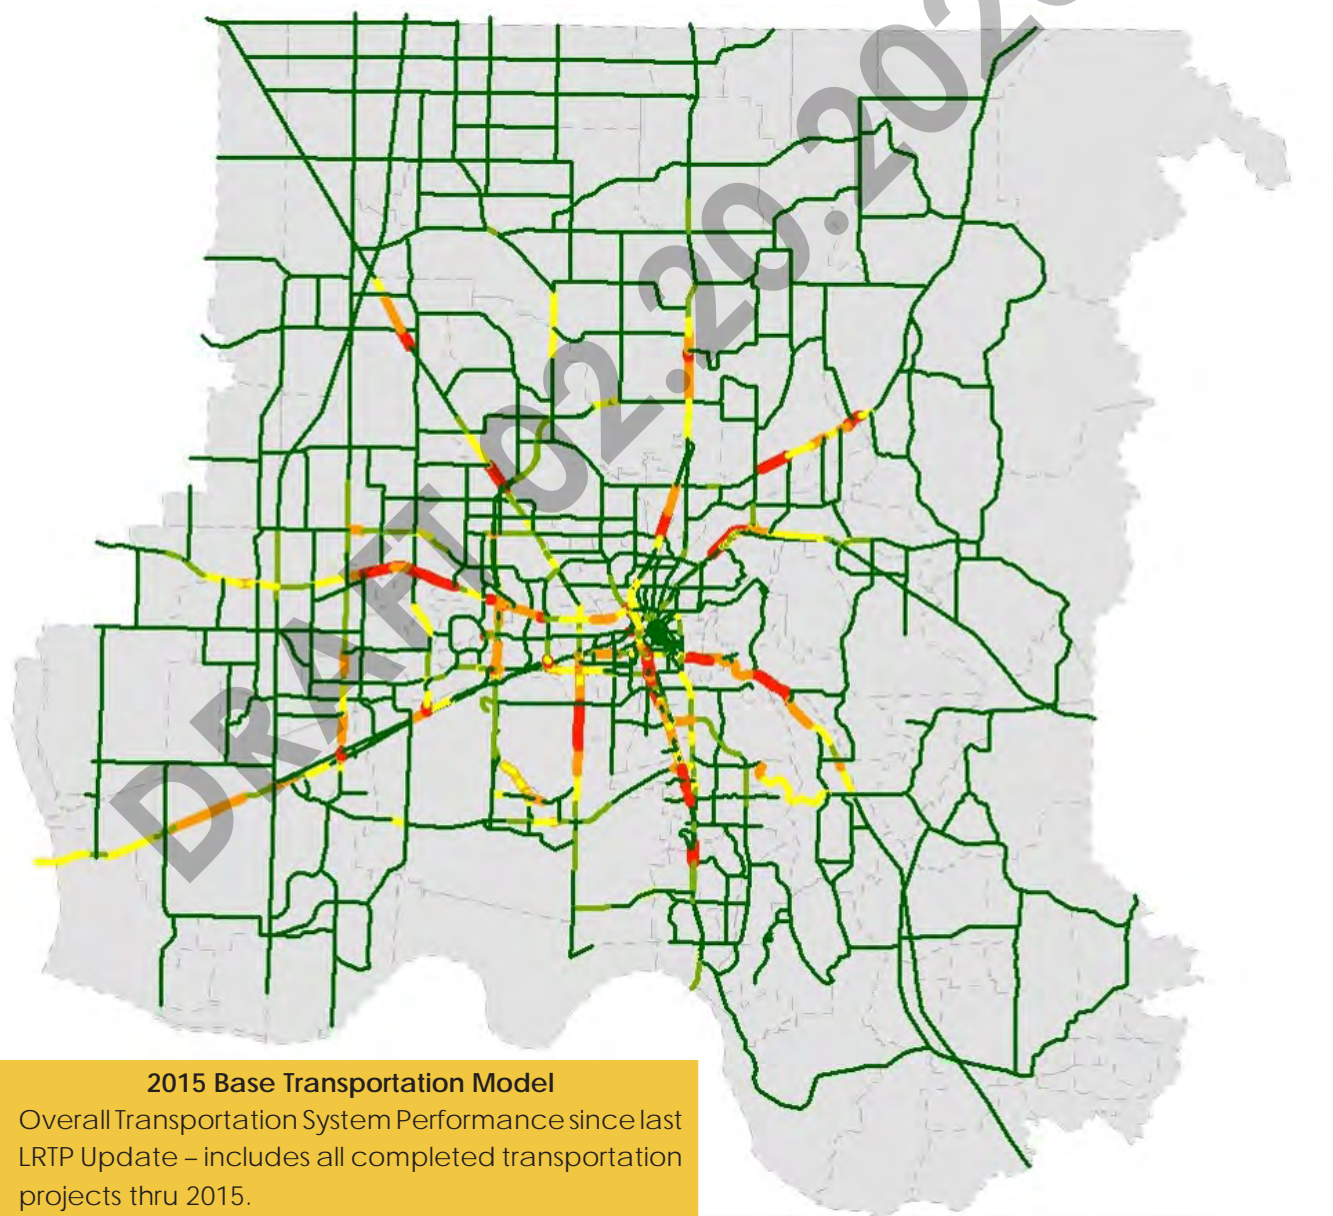 DRAFT 02.20.202
2015 Base Transportation Model
Overall Transportation System Performance since last
LRTP Update – includes all completed transportation
projects thru 2015.